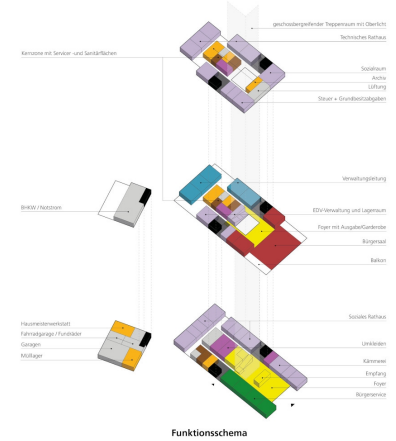 geschossübergreifender Treppenraum mit Oberlicht
Technisches Rathaus
Kernzone mit Service- und Sanitärflächen
Sozialraum
Archiv
Lüftung
Steuer + Grundbesitzabgaben
Verwaltungsleitung
BHKW / Notstrom
EDV-Verwaltung und Lagerraum
Foyer mit Ausgabe/Garderobe
Bürgersaal
Balkon
Soziales Rathaus
Hausmeisterwerkstatt
Fahrradgarage / Fundräder
Garagen
Müllager
Umkleiden
Kämmerei
Empfang
Foyer
Bürgerservice
Funktionsschema